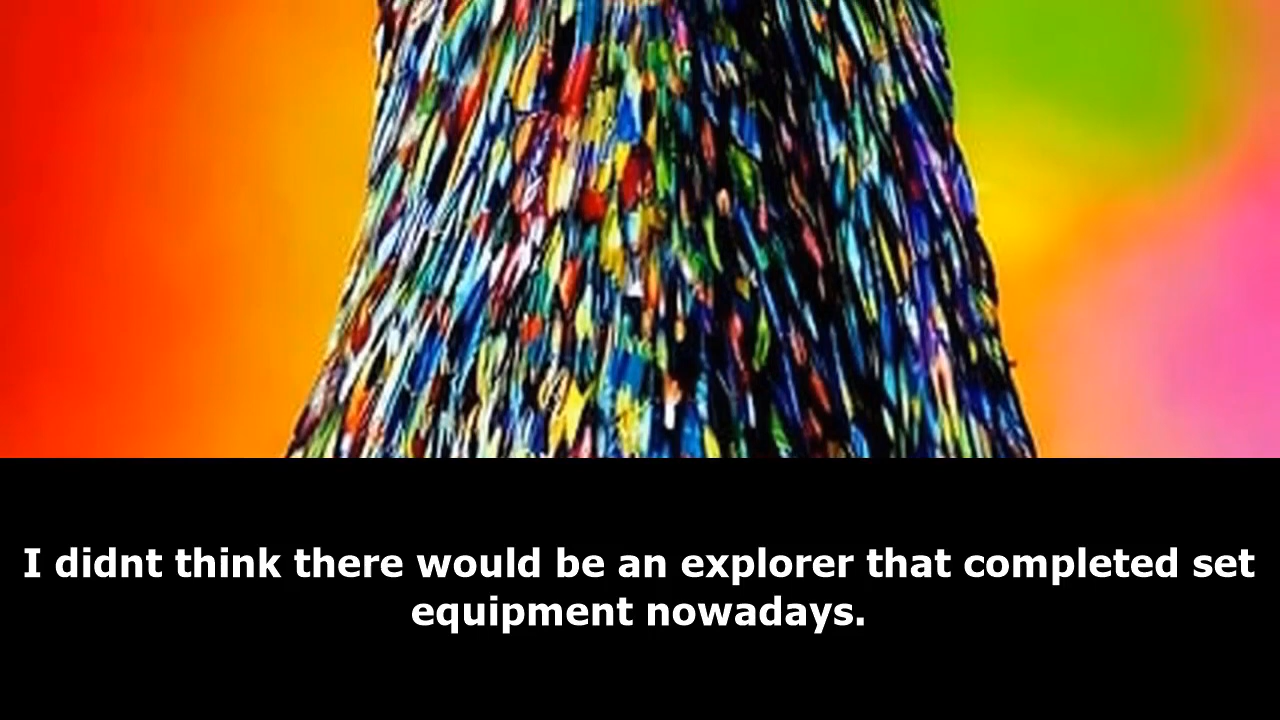 I didnt think there would be an explorer that completed set
equipment nowadays.